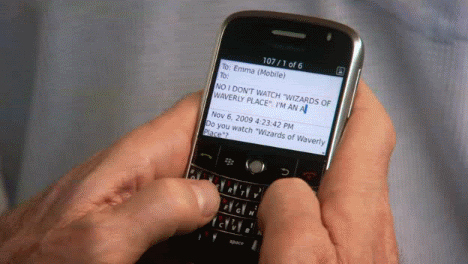 107 / 1 of 6
To: Emma (Mobile)
To:
NO I DON'T WATCH "WIZARDS OF
WAVERLY PLACE". I'M AN A
Nov 6, 2009 4:23:42 PM
Do you watch "Wizards of Waverly
Place"?
space